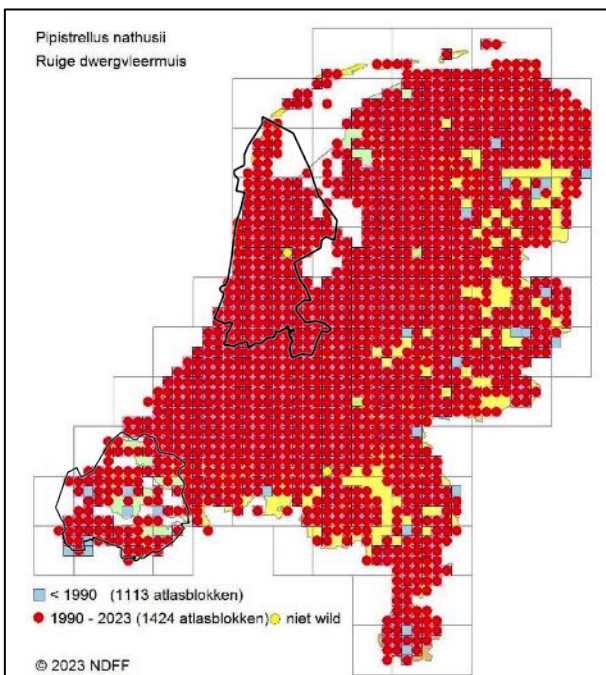 Pipistrellus nathusii
Ruige dwergvleermuis
< 1990 (1113 atlasblokken)
1990 - 2023 (1424 atlasblokken) niet wild
© 2023 NDFF